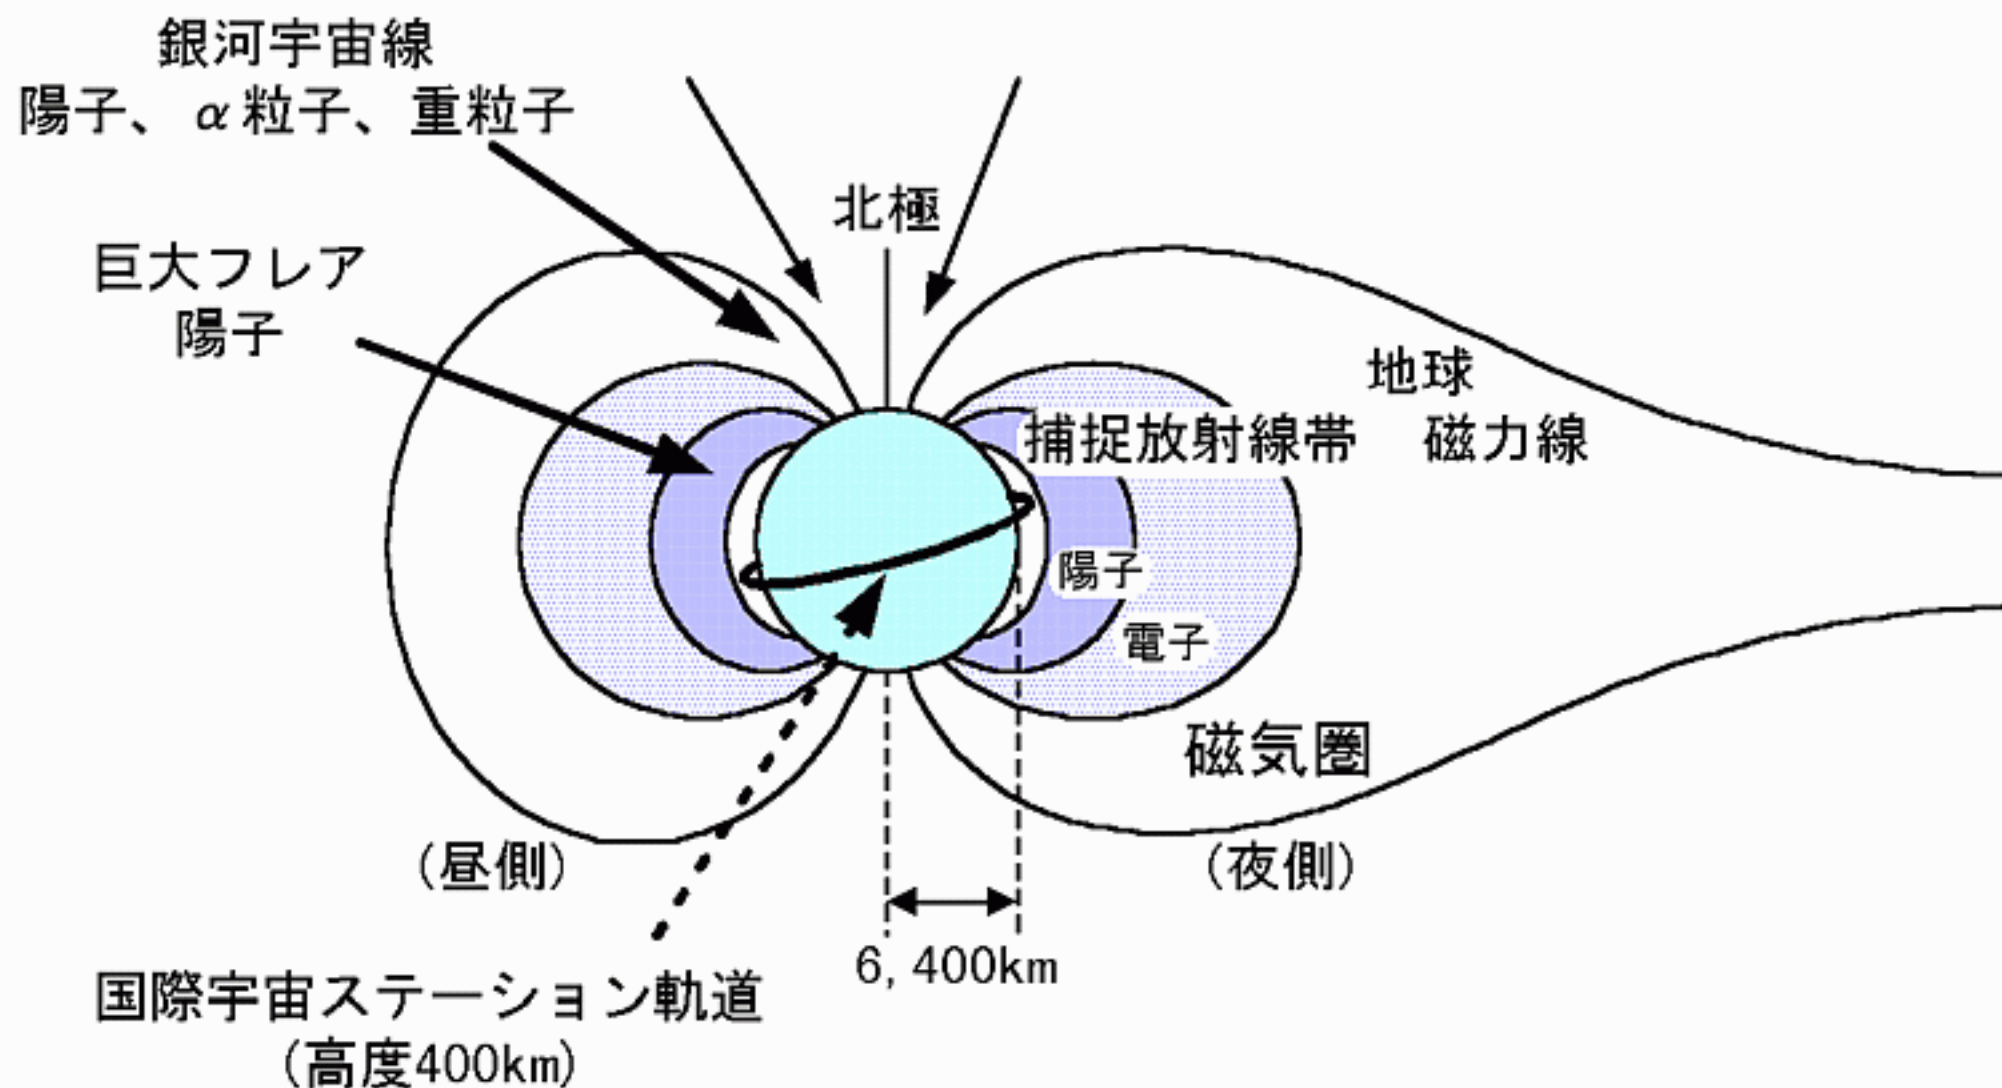 銀河宇宙線
陽子、α粒子、重粒子
北極
巨大フレア
陽子
地球
捕捉放射線帯 磁力線
陽子
電子
磁気圏
(昼側)
(夜側)
6,400km
国際宇宙ステーション軌道
(高度400km)